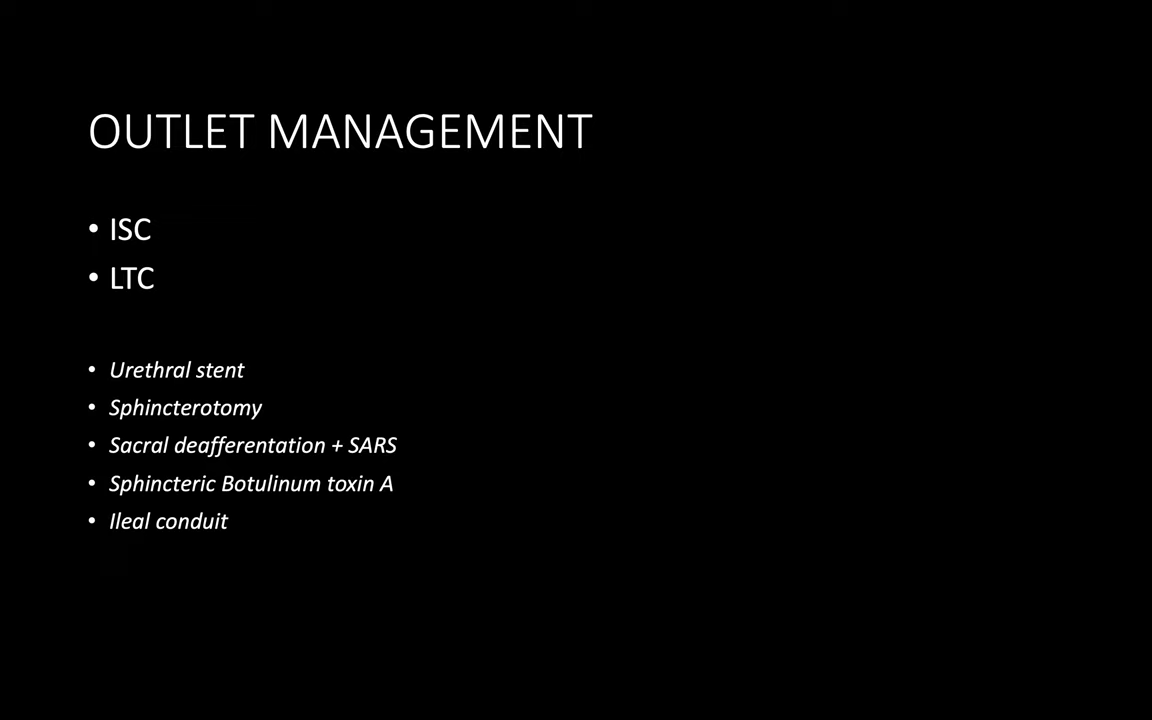 OUTLET MANAGEMENT
• ISC
• LTC
• Urethral stent
• Sphincterotomy
• Sacral deafferentation + SARS
• Sphincteric Botulinum toxin A
• Ileal conduit